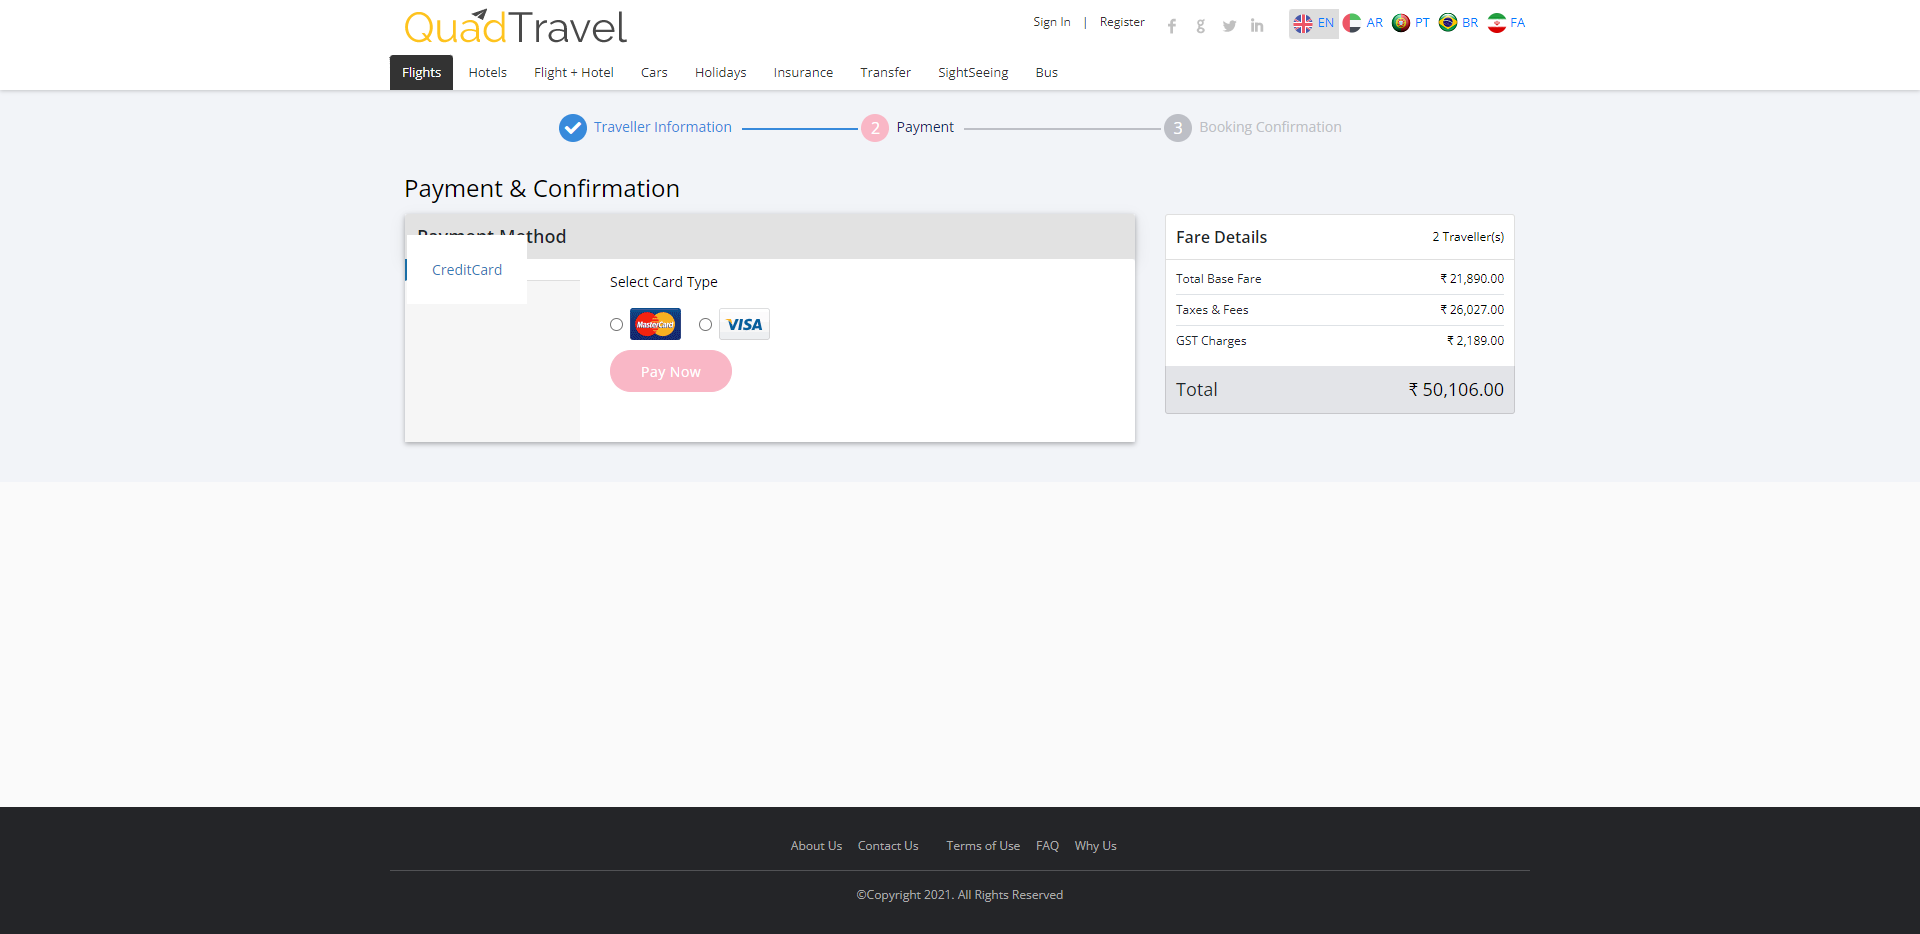 QuadTravel
Sign In | Register
EN AR PT BR FA
Flights Hotels Flight + Hotel Cars Holidays Insurance Transfer SightSeeing Bus
Traveller Information 2 Payment 3 Booking Confirmation
Payment & Confirmation
Payment Method
CreditCard
Select Card Type
MasterCard VISA
Pay Now
Fare Details 2 Traveller(s)
Total Base Fare ₹ 21,890.00
Taxes & Fees ₹ 26,027.00
GST Charges ₹ 2,189.00
Total ₹ 50,106.00
About Us Contact Us Terms of Use FAQ Why Us
©Copyright 2021. All Rights Reserved